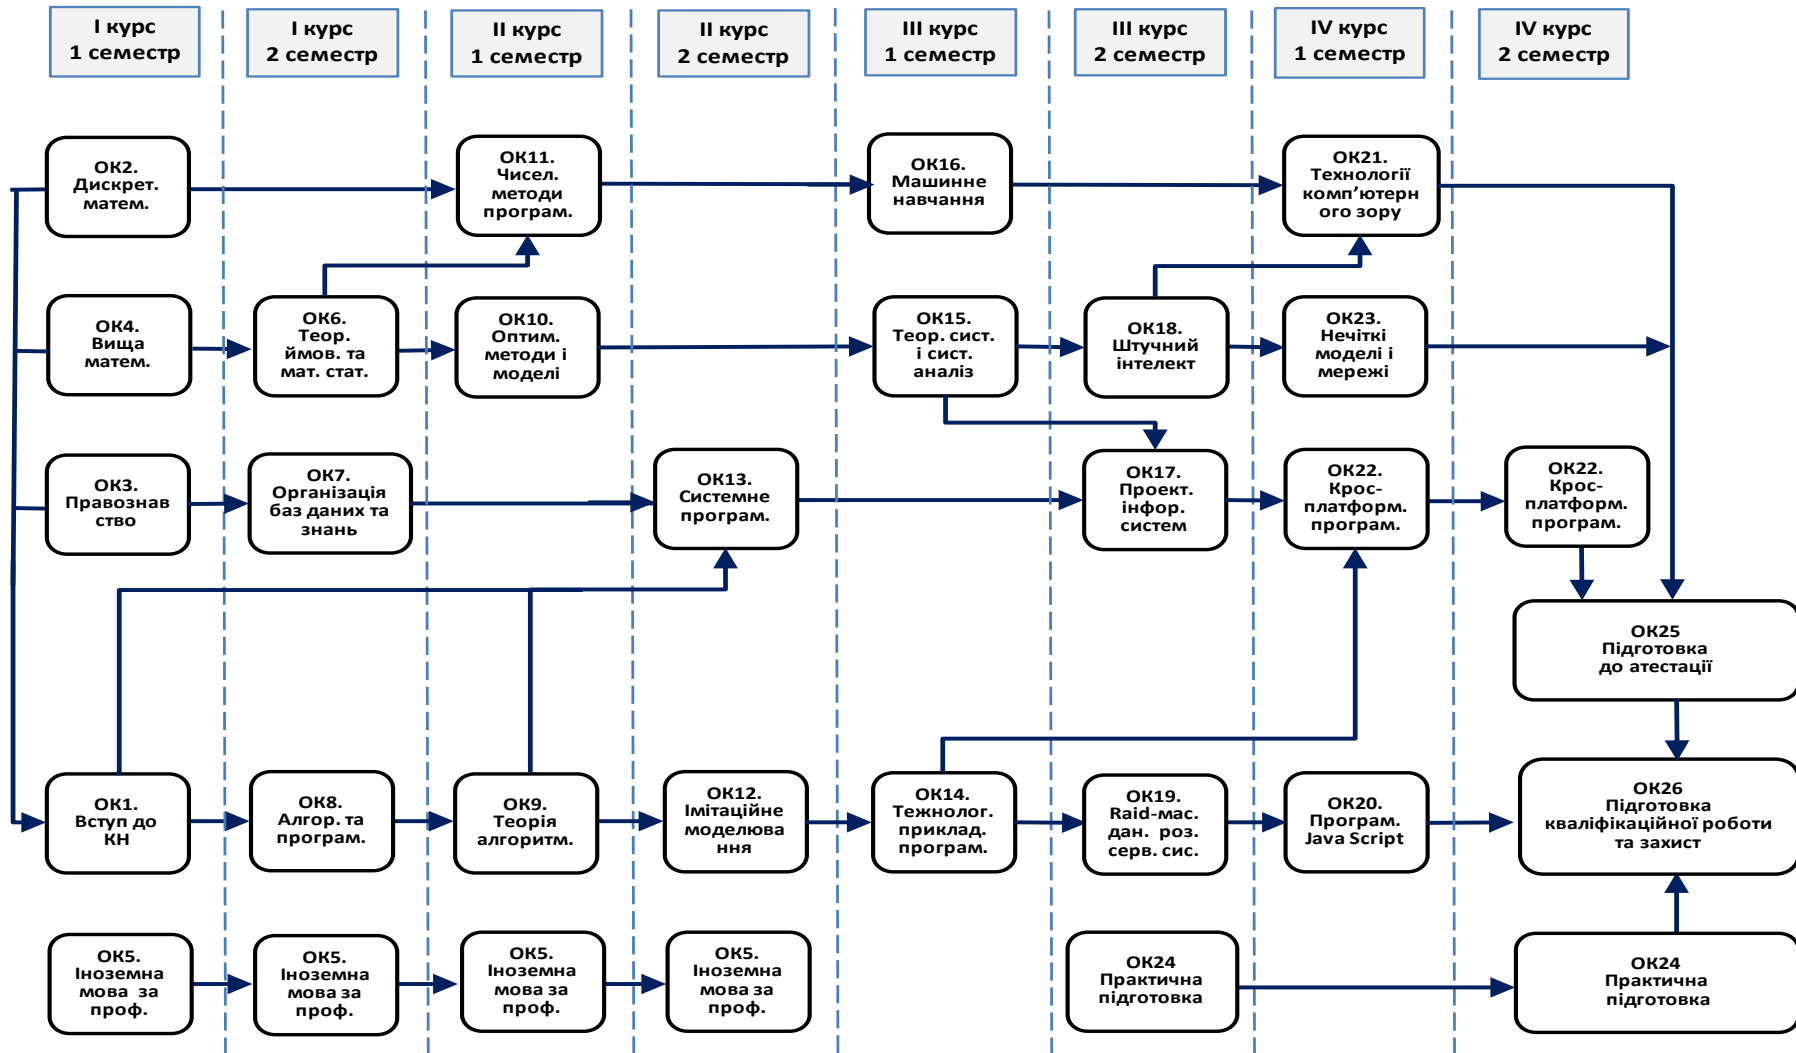 I курс
1 семестр
I курс
2 семестр
II курс
1 семестр
II курс
2 семестр
III курс
1 семестр
III курс
2 семестр
IV курс
1 семестр
IV курс
2 семестр
ОК2.
Дискрет.
матем.
ОК11.
Чисел.
методи
програм.
ОК16.
Машинне
навчання
ОК21.
Технології
комп’ютерн
ого зору
ОК4.
Вища
матем.
ОК6.
Теор.
ймов. та
мат. стат.
ОК10.
Оптим.
методи і
моделі
ОК15.
Теор. сист.
і сист.
аналіз
ОК18.
Штучний
інтелект
ОК23.
Нечіткі
моделі і
мережі
ОК3.
Правознав
ство
ОК7.
Організація
баз даних та
знань
ОК13.
Системне
програм.
ОК17.
Проект.
інфор.
систем
ОК22.
Крос-
платформ.
програм.
ОК22.
Крос-
платформ.
програм.
ОК25
Підготовка
до атестації
ОК1.
Вступ до
КН
ОК8.
Алгор. та
програм.
ОК9.
Теорія
алгоритм.
ОК12.
Імітаційне
моделюва
ння
ОК14.
Тежнолог.
приклад.
програм.
ОК19.
Raid-мас.
дан. роз.
серв. сис.
ОК20.
Програм.
Java Script
ОК26
Підготовка
кваліфікаційної роботи
та захист
ОК5.
Іноземна
мова за
проф.
ОК5.
Іноземна
мова за
проф.
ОК5.
Іноземна
мова за
проф.
ОК5.
Іноземна
мова за
проф.
ОК24
Практична
підготовка
ОК24
Практична
підготовка